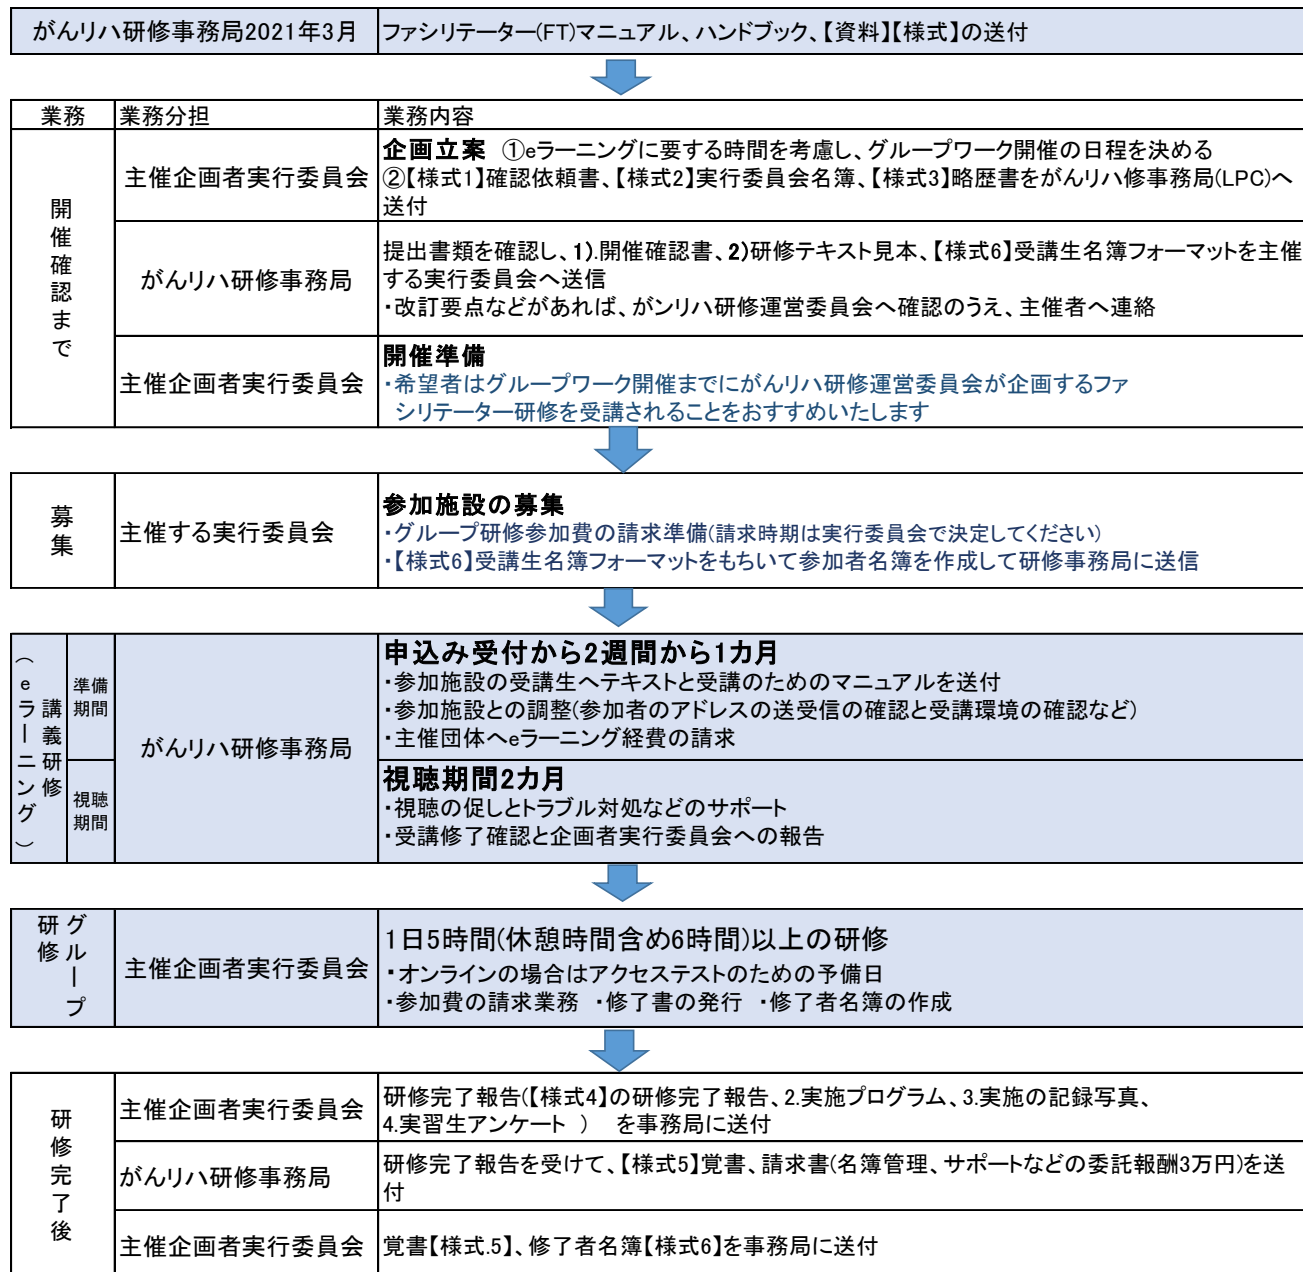 がんリハ研修事務局2021年3月
ファシリテーター(FT)マニュアル、ハンドブック、【資料】【様式】の送付
業務
業務分担
業務内容
開催確認まで
主催企画者実行委員会
企画立案 ①eラーニングに要する時間を考慮し、グループワーク開催の日程を決める
②【様式1】確認依頼書、【様式2】実行委員会名簿、【様式3】略歴書をがんリハ修事務局(LPC)へ
送付
がんリハ研修事務局
提出書類を確認し、1).開催確認書、2)研修テキスト見本、【様式6】受講生名簿フォーマットを主催
する実行委員会へ送信
・改訂要点などがあれば、がンリハ研修運営委員会へ確認のうえ、主催者へ連絡
主催企画者実行委員会
開催準備
・希望者はグループワーク開催までにがんリハ研修運営委員会が企画するファ
シリテーター研修を受講されることをおすすめいたします
募集
主催する実行委員会
参加施設の募集
・グループ研修参加費の請求準備(請求時期は実行委員会で決定してください)
・【様式6】受講生名簿フォーマットをもちいて参加者名簿を作成して研修事務局に送信
講義研修
（eラーニング）
準備
期間
がんリハ研修事務局
申込み受付から2週間から1カ月
・参加施設の受講生へテキストと受講のためのマニュアルを送付
・参加施設との調整(参加者のアドレスの送受信の確認と受講環境の確認など)
・主催団体へeラーニング経費の請求
視聴
期間
視聴期間2カ月
・視聴の促しとトラブル対処などのサポート
・受講修了確認と企画者実行委員会への報告
グループ
研修
主催企画者実行委員会
1日5時間(休憩時間含め6時間)以上の研修
・オンラインの場合はアクセステストのための予備日
・参加費の請求業務 ・修了書の発行 ・修了者名簿の作成
研修完了後
主催企画者実行委員会
研修完了報告(【様式4】の研修完了報告、2.実施プログラム、3.実施の記録写真、
4.実習生アンケート ） を事務局に送付
がんリハ研修事務局
研修完了報告を受けて、【様式5】覚書、請求書(名簿管理、サポートなどの委託報酬3万円)を送
付
主催企画者実行委員会
覚書【様式.5】、修了者名簿【様式6】を事務局に送付